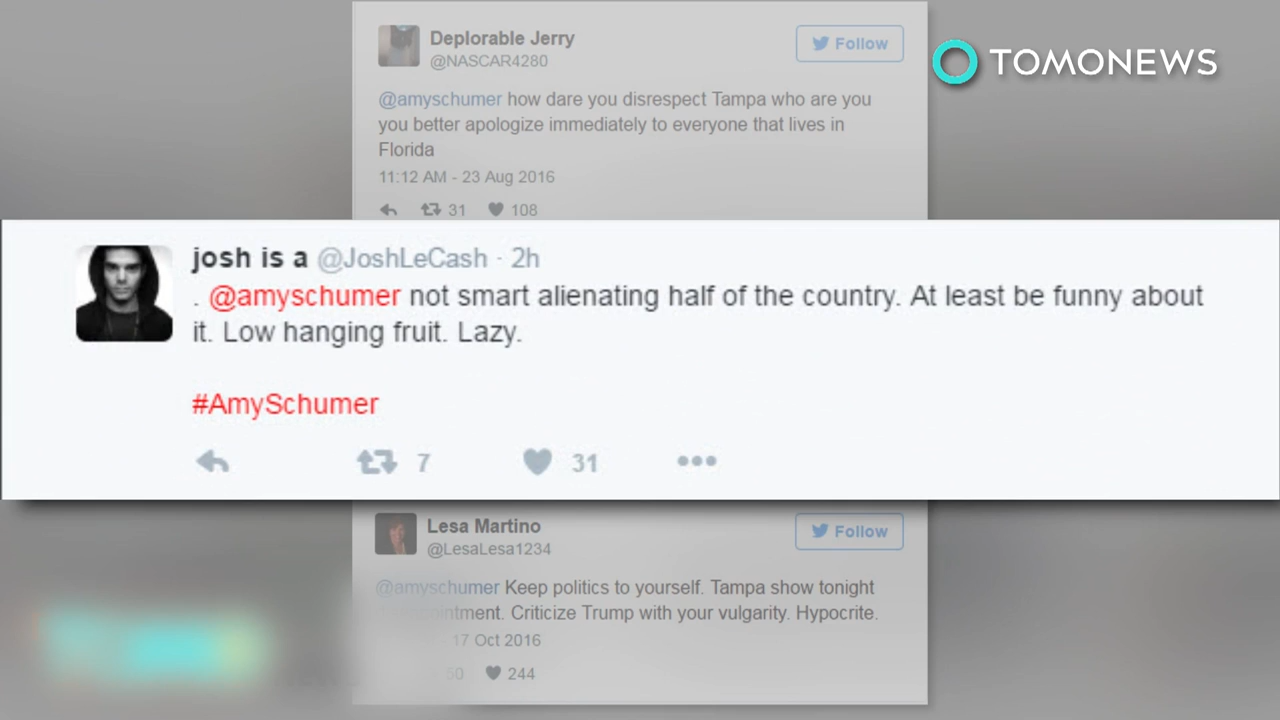 Deplorable Jerry
@NASCAR4280
Follow
TOMONEWS
@amyschumer how dare you disrespect Tampa who are you
you better apologize immediately to everyone that lives in
Florida
11:12 AM - 23 Aug 2016
31 108
josh is a @JoshLeCash · 2h
. @amyschumer not smart alienating half of the country. At least be funny about
it. Low hanging fruit. Lazy.
#AmySchumer
7 31
Lesa Martino
@LesaLesa1234
Follow
@amyschumer Keep politics to yourself. Tampa show tonight
Criticize Trump with your vulgarity. Hypocrite.
17 Oct 2016
244